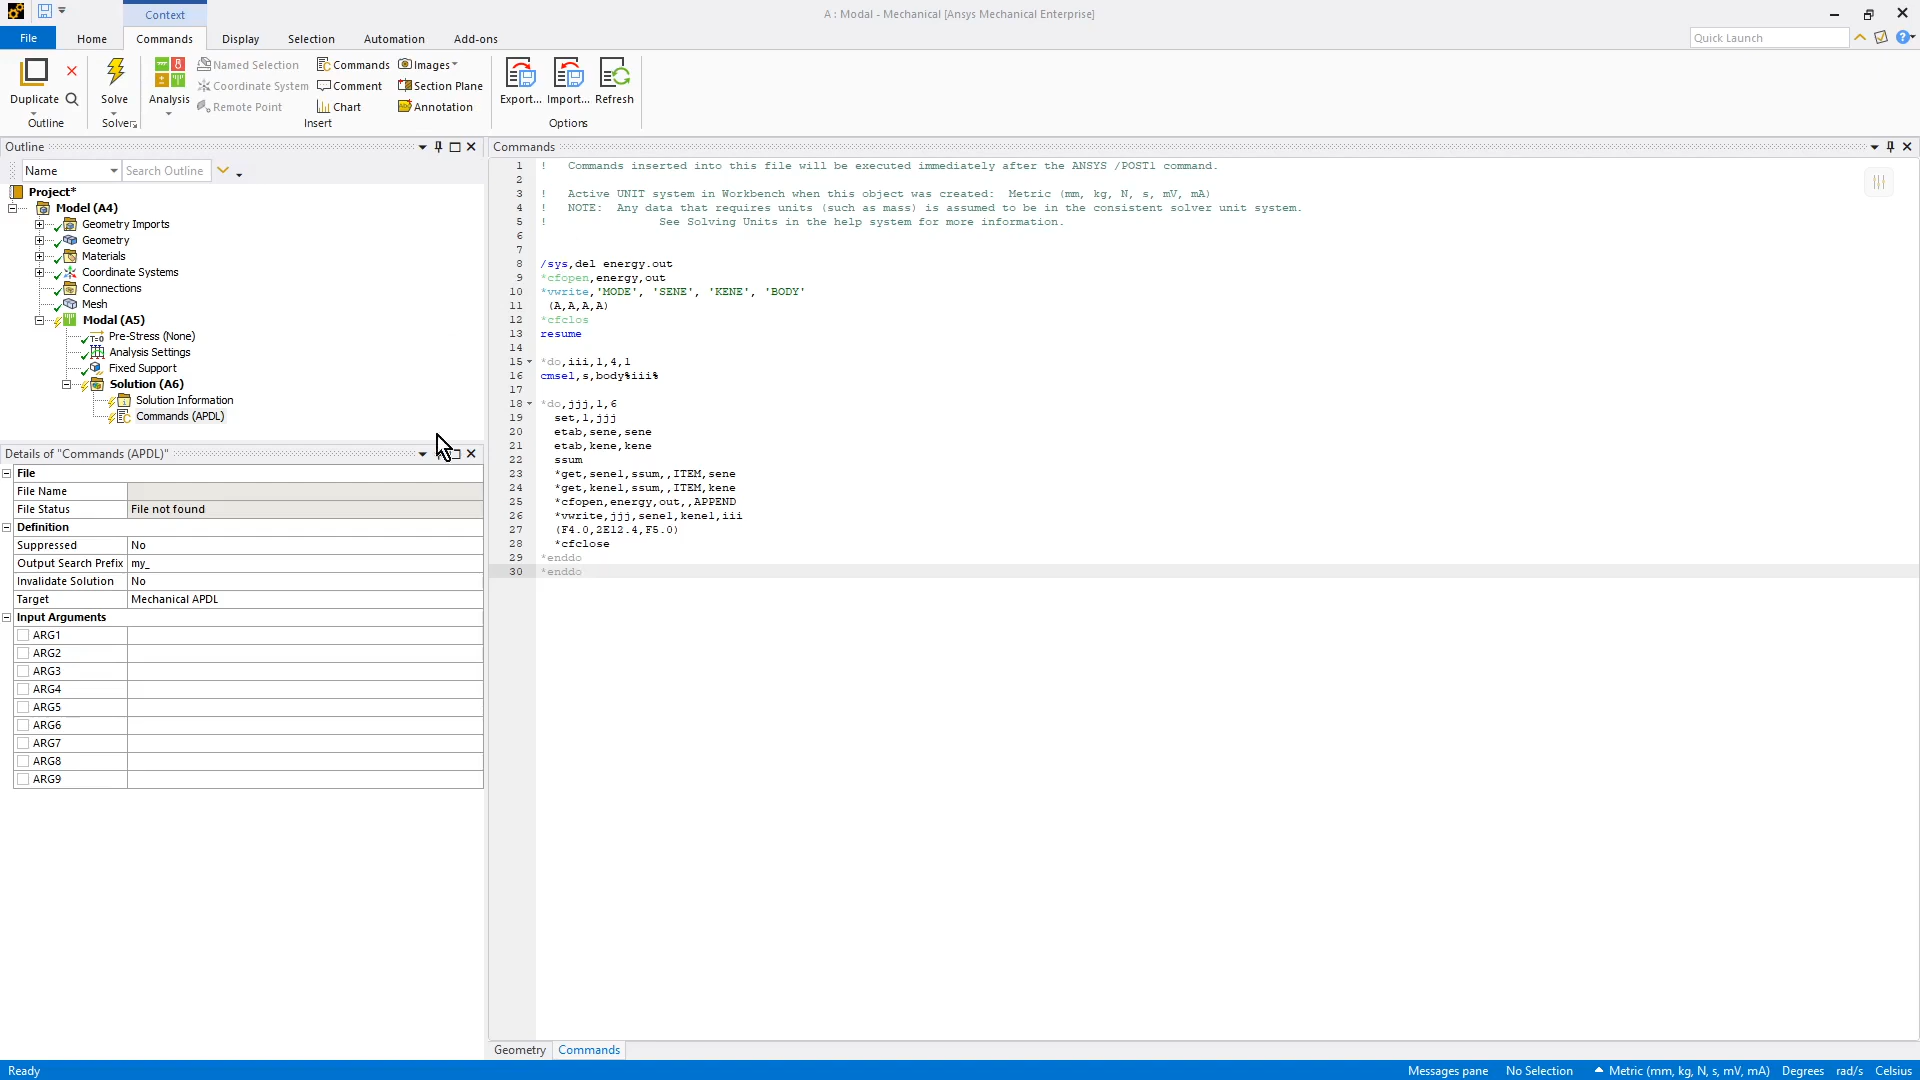 Context
A : Modal - Mechanical [Ansys Mechanical Enterprise]
File Home Commands Display Selection Automation Add-ons
Quick Launch
Duplicate
Outline
Solve
Solver
Analysis
Named Selection
Coordinate System
Remote Point
Commands
Comment
Chart
Images
Section Plane
Annotation
Insert
Export... Import... Refresh
Options
Outline
Name Search Outline
Project*
Model (A4)
Geometry Imports
Geometry
Materials
Coordinate Systems
Connections
Mesh
Modal (A5)
T=0 Pre-Stress (None)
Analysis Settings
Fixed Support
Solution (A6)
Solution Information
Commands (APDL)
Details of "Commands (APDL)"
File
File Name
File Status File not found
Definition
Suppressed No
Output Search Prefix my_
Invalidate Solution No
Target Mechanical APDL
Input Arguments
ARG1
ARG2
ARG3
ARG4
ARG5
ARG6
ARG7
ARG8
ARG9
Commands
1 ! Commands inserted into this file will be executed immediately after the ANSYS /POST1 command.
2
3 ! Active UNIT system in Workbench when this object was created: Metric (mm, kg, N, s, mV, mA)
4 ! NOTE: Any data that requires units (such as mass) is assumed to be in the consistent solver unit system.
5 ! See Solving Units in the help system for more information.
6
7
8 /sys,del energy.out
9 *cfopen,energy,out
10 *vwrite,'MODE', 'SENE', 'KENE', 'BODY'
11 (A,A,A,A)
12 *cfclos
13 resume
14
15 *do,iii,1,4,1
16 cmsel,s,body%iii%
17
18 *do,jjj,1,6
19 set,1,jjj
20 etab,sene,sene
21 etab,kene,kene
22 ssum
23 *get,sene1,ssum,,ITEM,sene
24 *get,kene1,ssum,,ITEM,kene
25 *cfopen,energy,out,,APPEND
26 *vwrite,jjj,sene1,kene1,iii
27 (F4.0,2E12.4,F5.0)
28 *cfclose
29 *enddo
30 *enddo
Geometry Commands
Ready
Messages pane No Selection Metric (mm, kg, N, s, mV, mA) Degrees rad/s Celsius